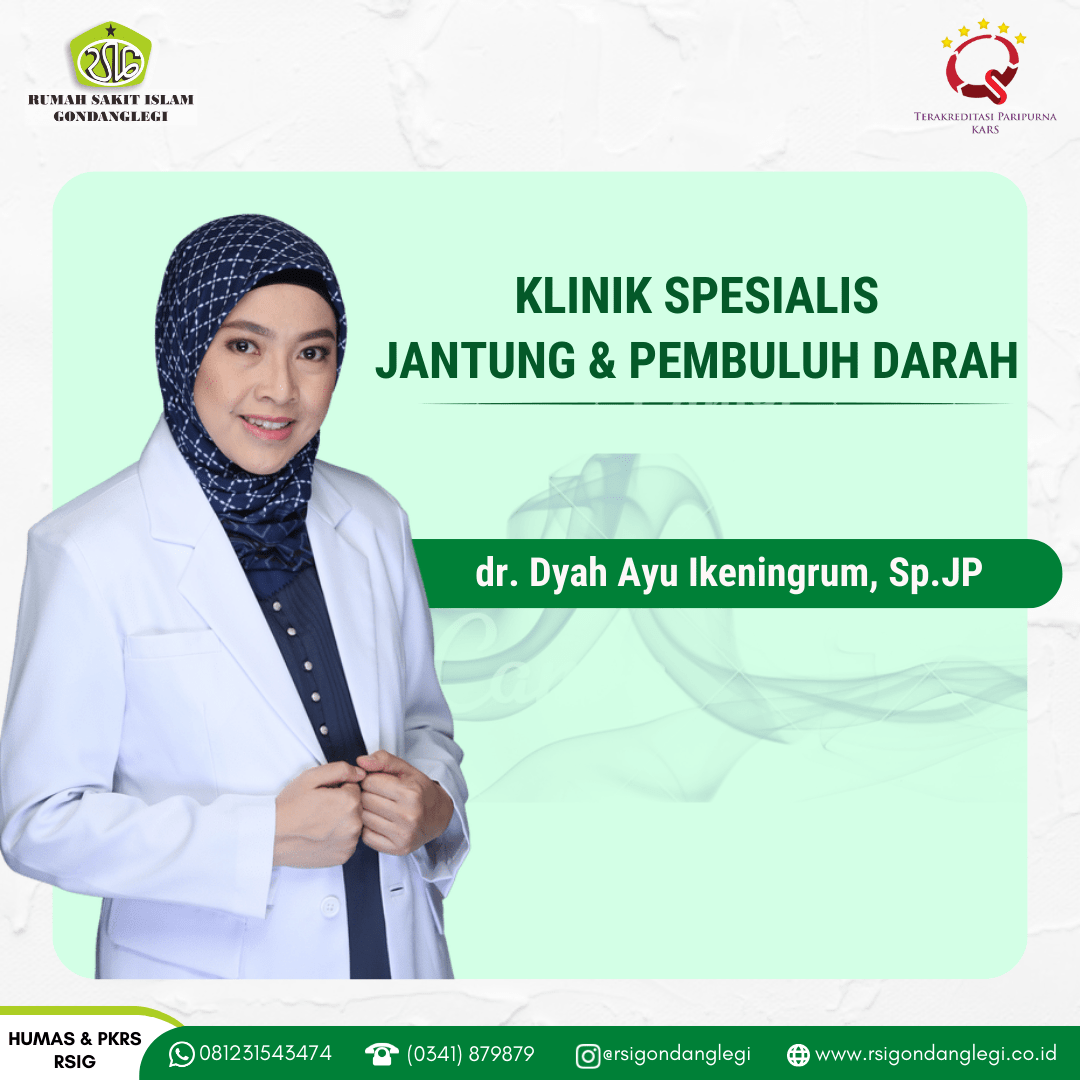 RSIG
RUMAH SAKIT ISLAM
GONDANGLEGI
TERAKREDITASI PARIPURNA
KARS
KLINIK SPESIALIS
JANTUNG & PEMBULUH DARAH
dr. Dyah Ayu Ikeningrum, Sp.JP
HUMAS & PKRS
RSIG
081231543474
(0341) 879879
@rsigondanglegi
www.rsigondanglegi.co.id